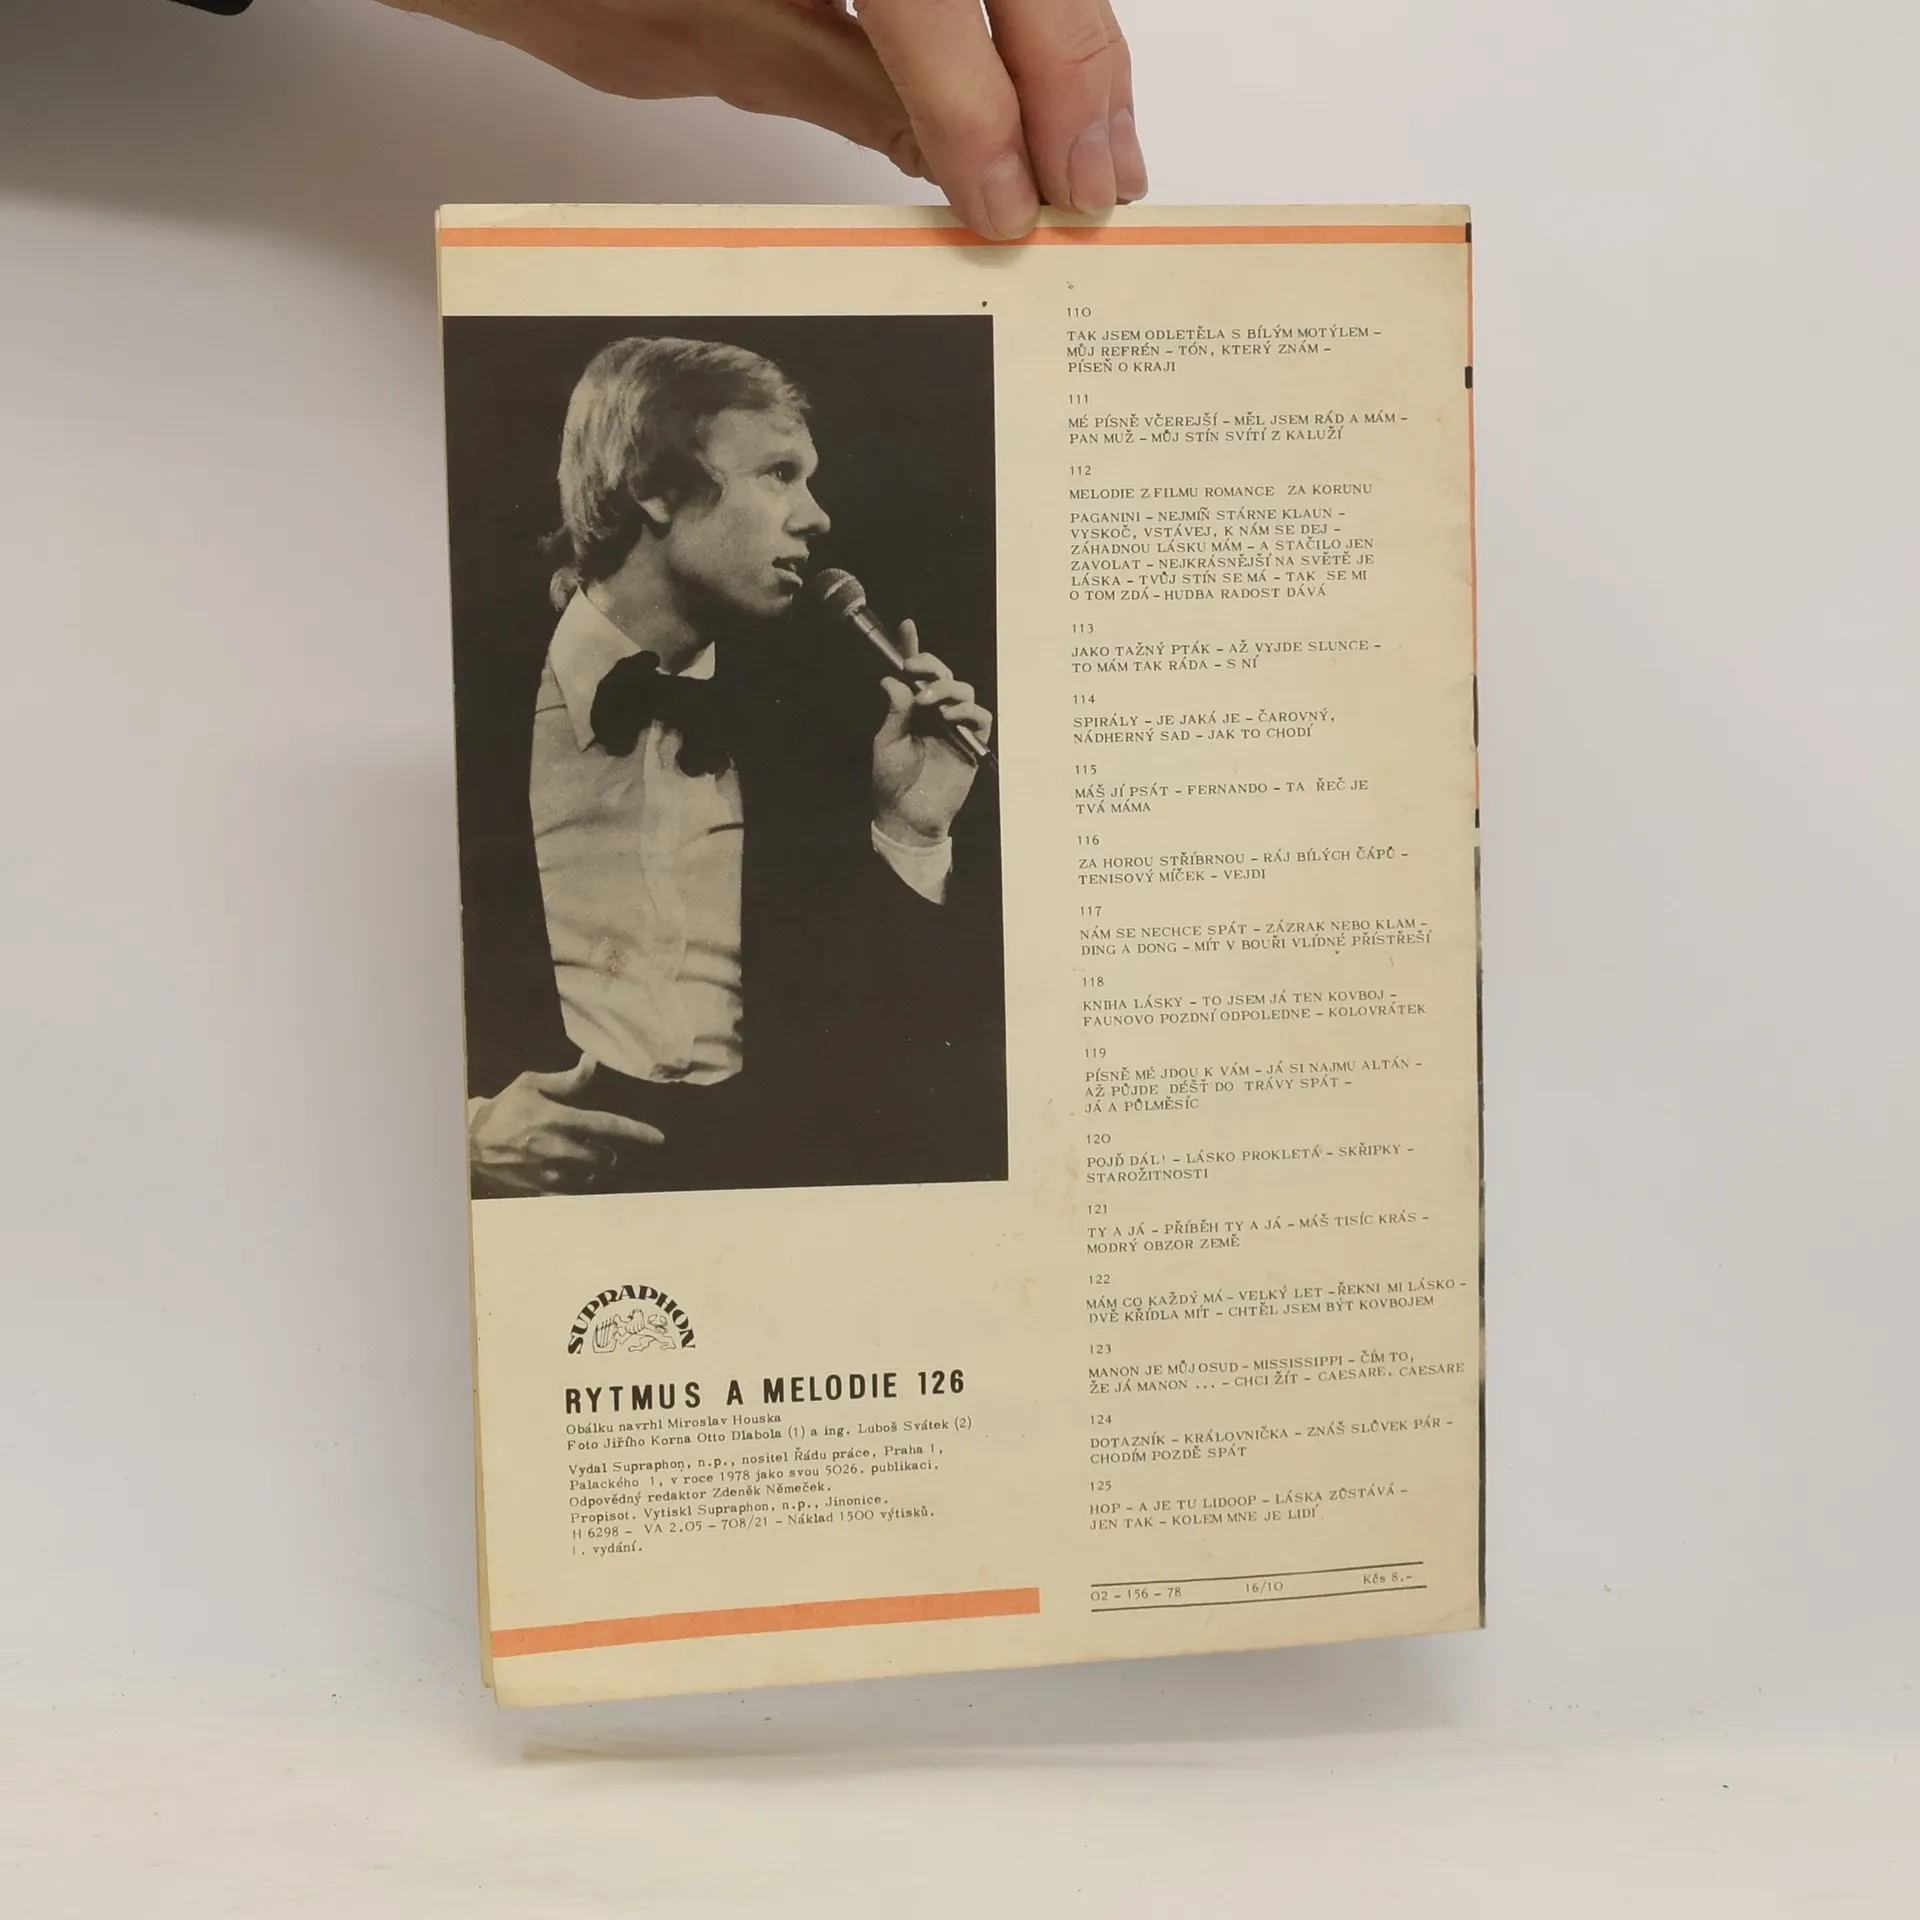 SUPRAPHON
RYTMUS A MELODIE 126
Obálku navrhl Miroslav Houska
Foto Jiřího Korna Otto Dlabola (1) a ing. Luboš Svátek (2)
Vydal Supraphon, n.p., nositel Řádu práce, Praha 1,
Palackého 1, v roce 1978 jako svou 5026. publikaci.
Odpovědný redaktor Zdeněk Němeček.
Propisot. Vytiskl Supraphon, n.p., Jinonice.
H 6298 – VA 2.05 – 708/21 – Náklad 1500 výtisků.
1. vydání.
110
TAK JSEM ODLETĚLA S BÍLÝM MOTÝLEM –
MŮJ REFRÉN – TÓN, KTERÝ ZNÁM –
PÍSEŇ O KRAJI
111
MÉ PÍSNĚ VČEREJŠÍ – MĚL JSEM RÁD A MÁM –
PAN MUŽ – MŮJ STÍN SVÍTÍ Z KALUŽÍ
112
MELODIE Z FILMU ROMANCE ZA KORUNU
PAGANINI – NEJMÍŇ STÁRNE KLAUN –
VYSKOČ, VSTÁVEJ, K NÁM SE DEJ –
ZÁHADNOU LÁSKU MÁM – A STAČILO JEN
ZAVOLAT – NEJKRÁSNĚJŠÍ NA SVĚTĚ JE
LÁSKA – TVŮJ STÍN SE MÁ – TAK SE MI
O TOM ZDÁ – HUDBA RADOST DÁVÁ
113
JAKO TAŽNÝ PTÁK – AŽ VYJDE SLUNCE –
TO MÁM TAK RÁDA – S NÍ
114
SPIRÁLY – JE JAKÁ JE – ČAROVNÝ,
NÁDHERNÝ SAD – JAK TO CHODÍ
115
MÁŠ JÍ PSÁT – FERNANDO – TA ŘEČ JE
TVÁ MÁMA
116
ZA HOROU STŘÍBRNOU – RÁJ BÍLÝCH ČÁPŮ –
TENISOVÝ MÍČEK – VEJDI
117
NÁM SE NECHCE SPÁT – ZÁZRAK NEBO KLAM –
DING A DONG – MÍT V BOUŘI VLÍDNÉ PŘÍSTŘEŠÍ
118
KNIHA LÁSKY – TO JSEM JÁ TEN KOVBOJ –
FAUNOVO POZDNÍ ODPOLEDNE – KOLOVRÁTEK
119
PÍSNĚ MÉ JDOU K VÁM – JÁ SI NAJMU ALTÁN –
AŽ PŮJDE DÉŠŤ DO TRÁVY SPÁT –
JÁ A PŮLMĚSÍC
120
POJĎ DÁL! – LÁSKO PROKLETÁ – SKŘIPKY –
STAROŽITNOSTI
121
TY A JÁ – PŘÍBĚH TY A JÁ – MÁŠ TISÍC KRÁS –
MODRÝ OBZOR ZEMĚ
122
MÁM CO KAŽDÝ MÁ – VELKÝ LET – ŘEKNI MI LÁSKO –
DVĚ KŘÍDLA MÍT – CHTĚL JSEM BÝT KOVBOJEM
123
MANON JE MŮJ OSUD – MISSISSIPPI – ČÍM TO,
ŽE JÁ MANON ... – CHCI ŽÍT – CAESARE, CAESARE
124
DOTAZNÍK – KRÁLOVNIČKA – ZNÁŠ SLŮVEK PÁR –
CHODÍM POZDĚ SPÁT
125
HOP – A JE TU LIDOOP – LÁSKA ZŮSTÁVÁ –
JEN TAK – KOLEM MNE JE LIDÍ
02 – 156 – 78 16/10 Kčs 8.–